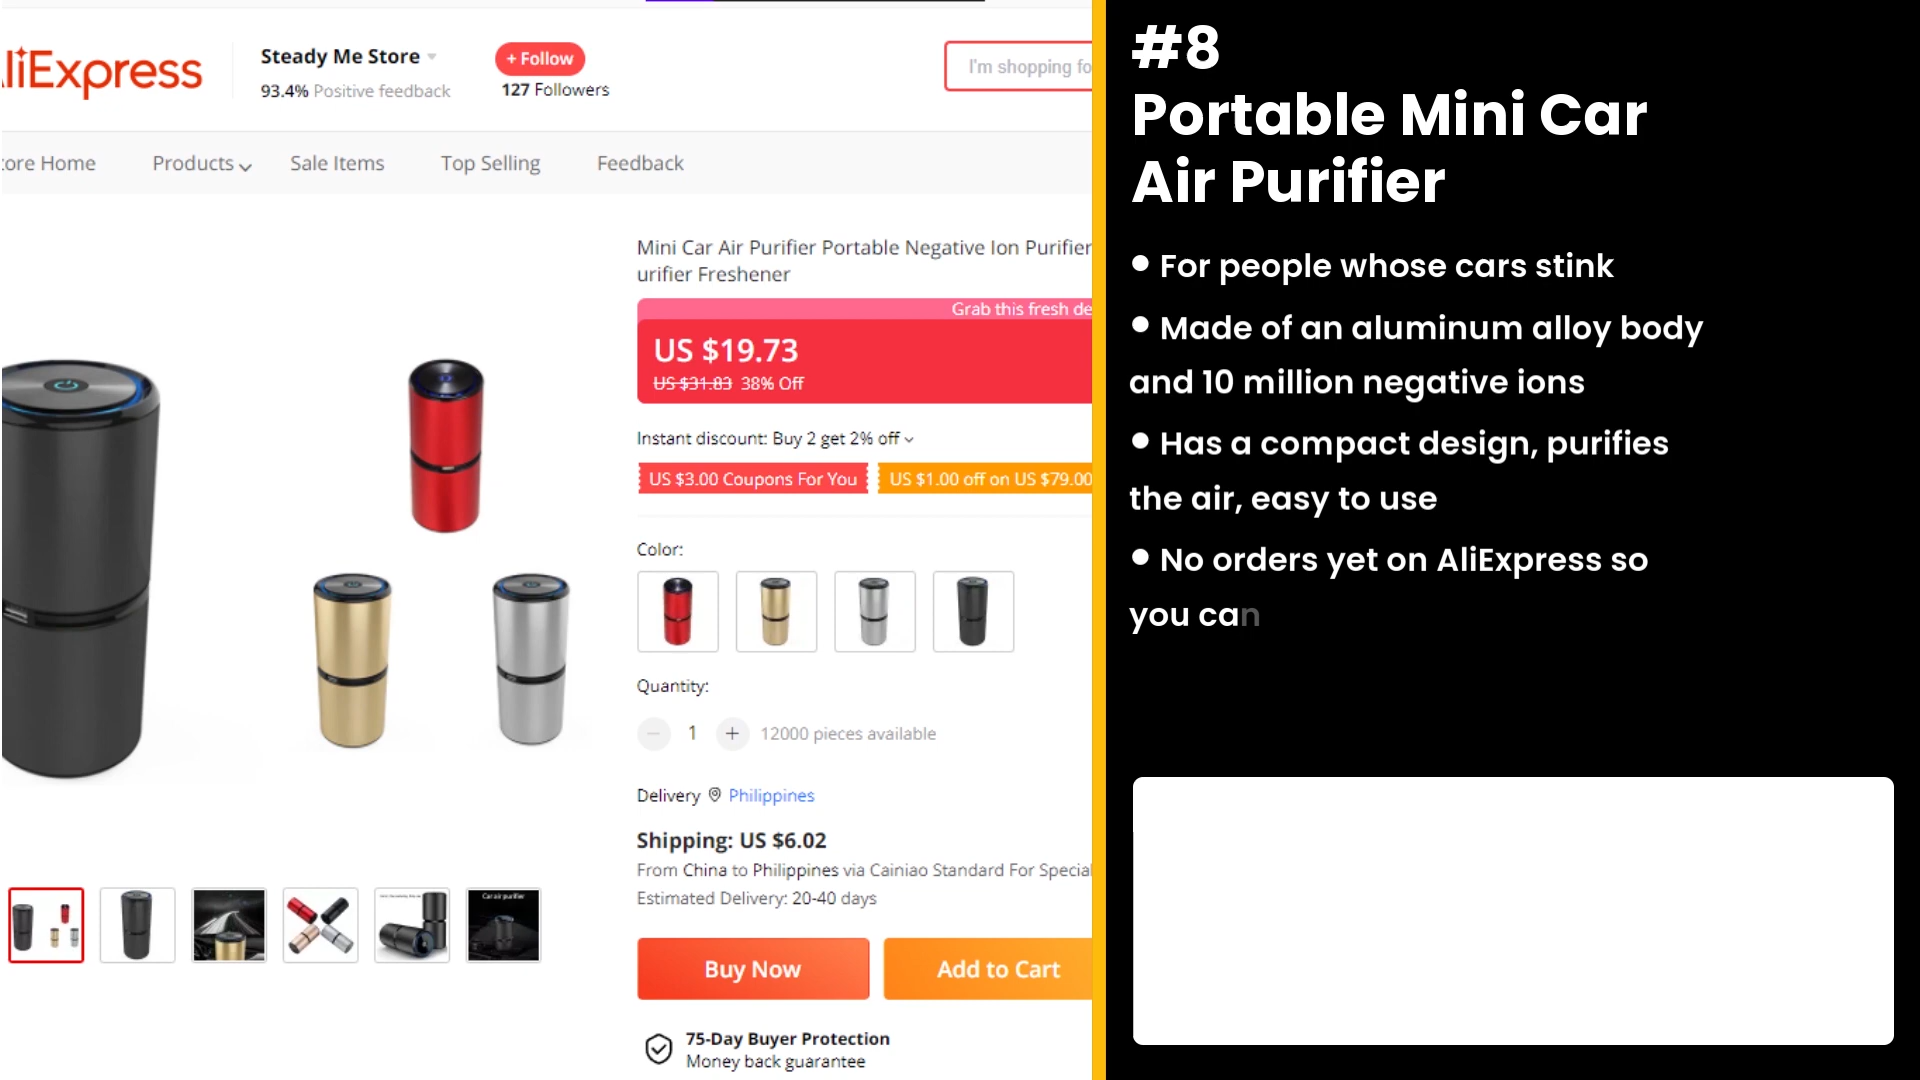 liExpress
Steady Me Store
93.4% Positive feedback
+ Follow
127 Followers
I'm shopping fo
ore Home
Products
Sale Items
Top Selling
Feedback
Mini Car Air Purifier Portable Negative Ion Purifier
urifier Freshener
Grab this fresh de
US $19.73
US $31.83 38% Off
Instant discount: Buy 2 get 2% off
US $3.00 Coupons For You
US $1.00 off on US $79.00
Color:
Quantity:
1
12000 pieces available
Delivery Philippines
Shipping: US $6.02
From China to Philippines via Cainiao Standard For Special
Estimated Delivery: 20-40 days
Buy Now
Add to Cart
75-Day Buyer Protection
Money back guarantee
Car air purifier
#8
Portable Mini Car
Air Purifier
• For people whose cars stink
• Made of an aluminum alloy body
and 10 million negative ions
• Has a compact design, purifies
the air, easy to use
• No orders yet on AliExpress so
you can